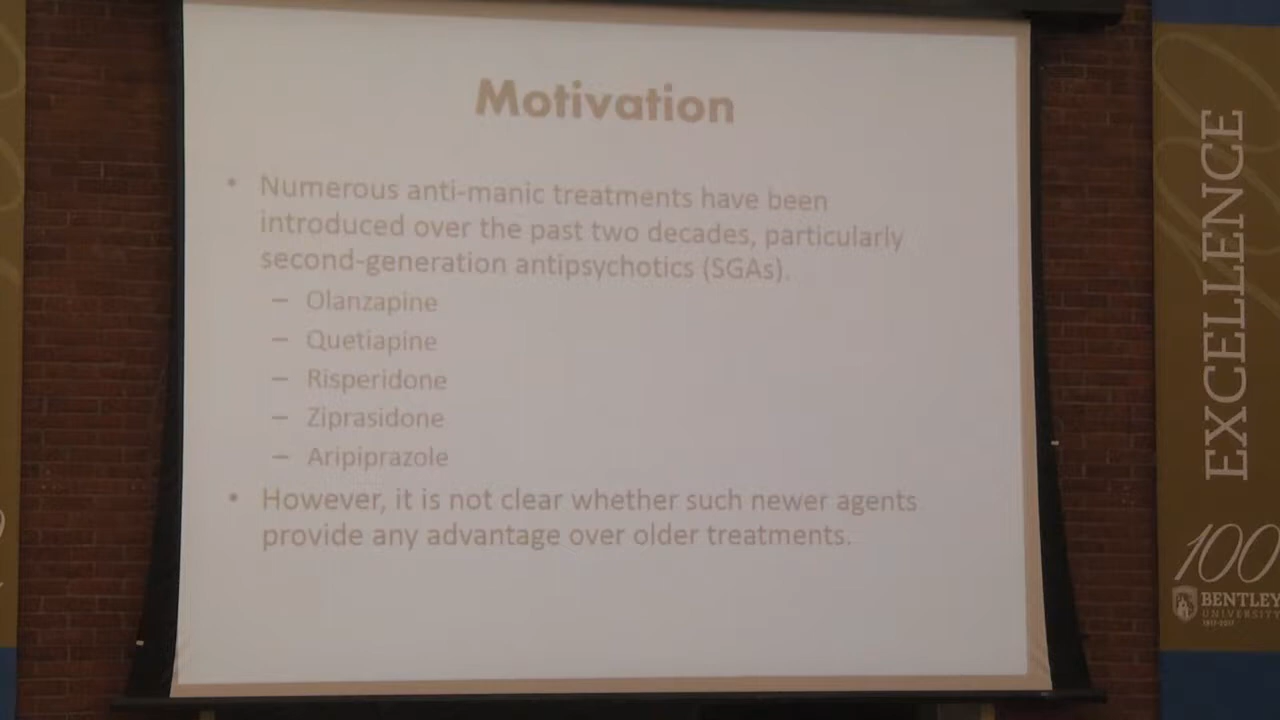 Motivation
• Numerous anti-manic treatments have been
introduced over the past two decades, particularly
second-generation antipsychotics (SGAs).
– Olanzapine
– Quetiapine
– Risperidone
– Ziprasidone
– Aripiprazole
• However, it is not clear whether such newer agents
provide any advantage over older treatments.
EXCELLENCE
100
BENTLEY
UNIVERSITY
1917-2017